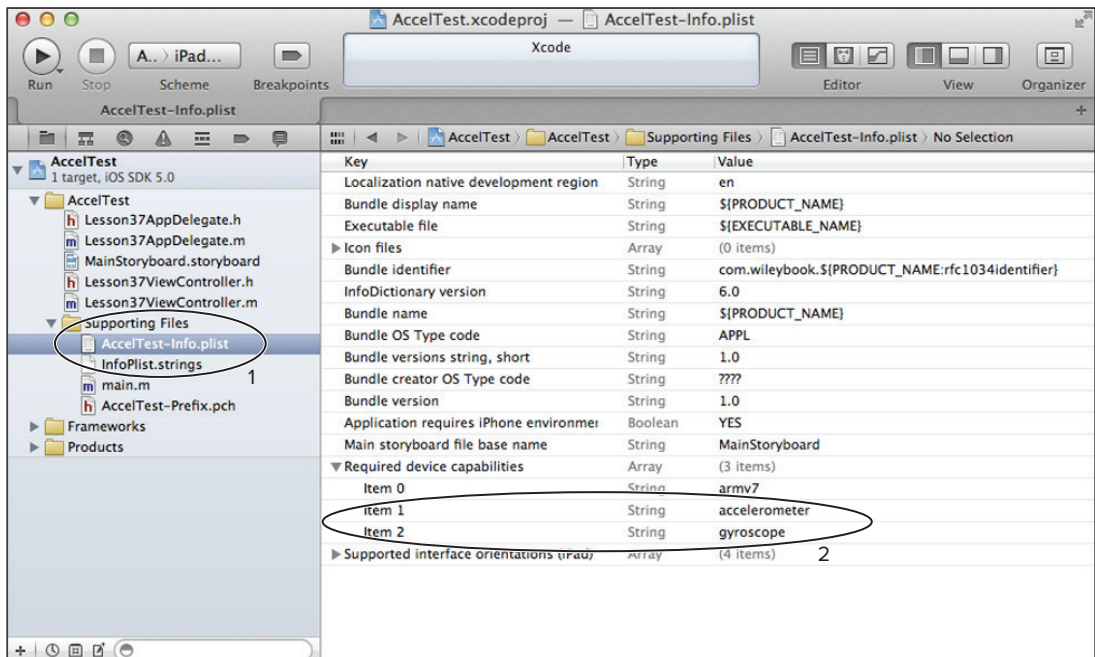 AccelTest.xcodeproj — AccelTest-Info.plist
A.. › iPad...
Xcode
Run Stop Scheme Breakpoints Editor View Organizer
AccelTest-Info.plist
AccelTest › AccelTest › Supporting Files › AccelTest-Info.plist › No Selection
AccelTest
1 target, iOS SDK 5.0
AccelTest
h Lesson37AppDelegate.h
m Lesson37AppDelegate.m
MainStoryboard.storyboard
h Lesson37ViewController.h
m Lesson37ViewController.m
Supporting Files
AccelTest-Info.plist
InfoPlist.strings
1
m main.m
h AccelTest-Prefix.pch
Frameworks
Products
Key Type Value
Localization native development region String en
Bundle display name String ${PRODUCT_NAME}
Executable file String ${EXECUTABLE_NAME}
Icon files Array (0 items)
Bundle identifier String com.wileybook.${PRODUCT_NAME:rfc1034identifier}
InfoDictionary version String 6.0
Bundle name String ${PRODUCT_NAME}
Bundle OS Type code String APPL
Bundle versions string, short String 1.0
Bundle creator OS Type code String ????
Bundle version String 1.0
Application requires iPhone environmer Boolean YES
Main storyboard file base name String MainStoryboard
Required device capabilities Array (3 items)
Item 0 String armv7
Item 1 String accelerometer
Item 2 String gyroscope
Supported interface orientations (iPad) Array (4 items)
2